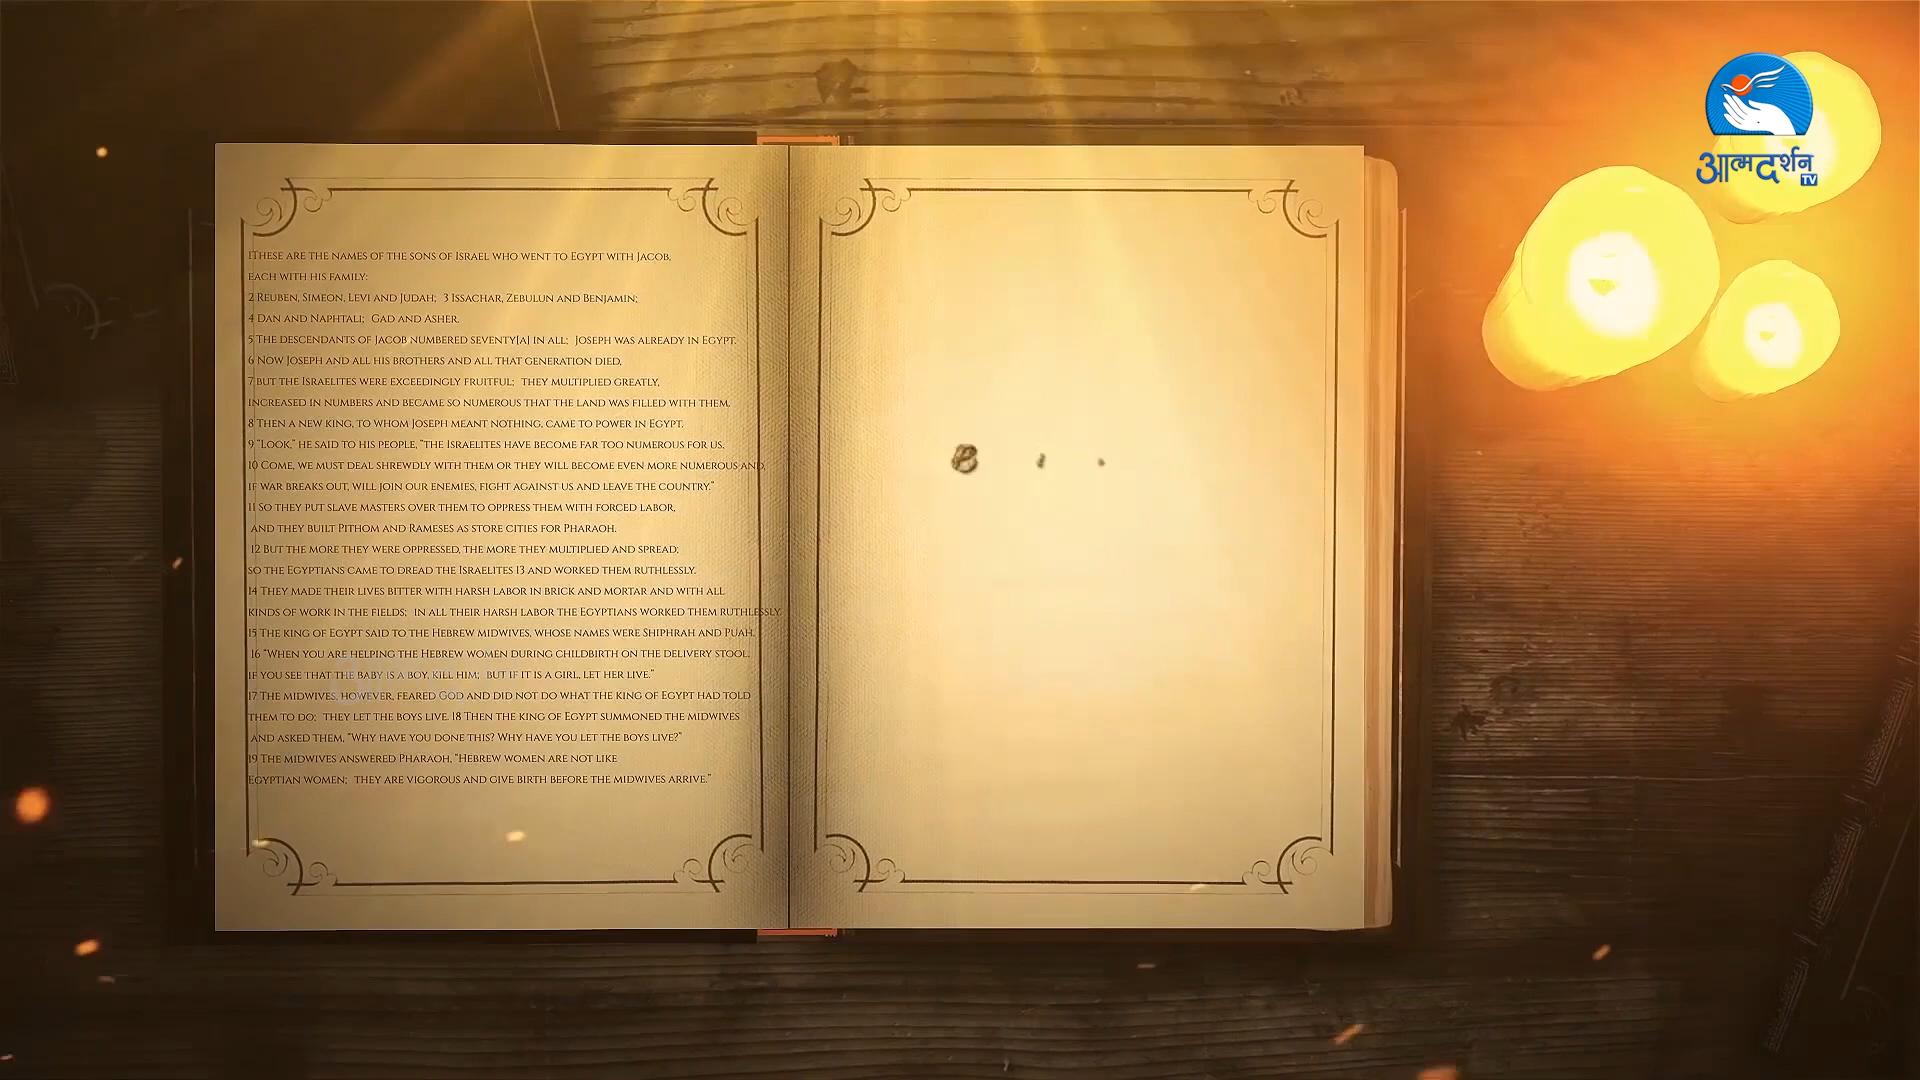 1These are the names of the sons of Israel who went to Egypt with Jacob,
each with his family:
2 Reuben, Simeon, Levi and Judah;  3 Issachar, Zebulun and Benjamin;
4 Dan and Naphtali;  Gad and Asher.
5 The descendants of Jacob numbered seventy[a] in all;  Joseph was already in Egypt.
6 Now Joseph and all his brothers and all that generation died,
7 but the Israelites were exceedingly fruitful;  they multiplied greatly,
increased in numbers and became so numerous that the land was filled with them.
8 Then a new king, to whom Joseph meant nothing, came to power in Egypt.
9 “Look,” he said to his people, “the Israelites have become far too numerous for us.
10 Come, we must deal shrewdly with them or they will become even more numerous and,
if war breaks out, will join our enemies, fight against us and leave the country.”
11 So they put slave masters over them to oppress them with forced labor,
and they built Pithom and Rameses as store cities for Pharaoh.
12 But the more they were oppressed, the more they multiplied and spread;
so the Egyptians came to dread the Israelites 13 and worked them ruthlessly.
14 They made their lives bitter with harsh labor in brick and mortar and with all
kinds of work in the fields;  in all their harsh labor the Egyptians worked them ruthlessly.
15 The king of Egypt said to the Hebrew midwives, whose names were Shiphrah and Puah,
16 “When you are helping the Hebrew women during childbirth on the delivery stool,
if you see that the baby is a boy, kill him;  but if it is a girl, let her live.”
17 The midwives, however, feared God and did not do what the king of Egypt had told
them to do;  they let the boys live. 18 Then the king of Egypt summoned the midwives
and asked them, “Why have you done this? Why have you let the boys live?”
19 The midwives answered Pharaoh, “Hebrew women are not like
Egyptian women;  they are vigorous and give birth before the midwives arrive.”
आत्मदर्शन
TV